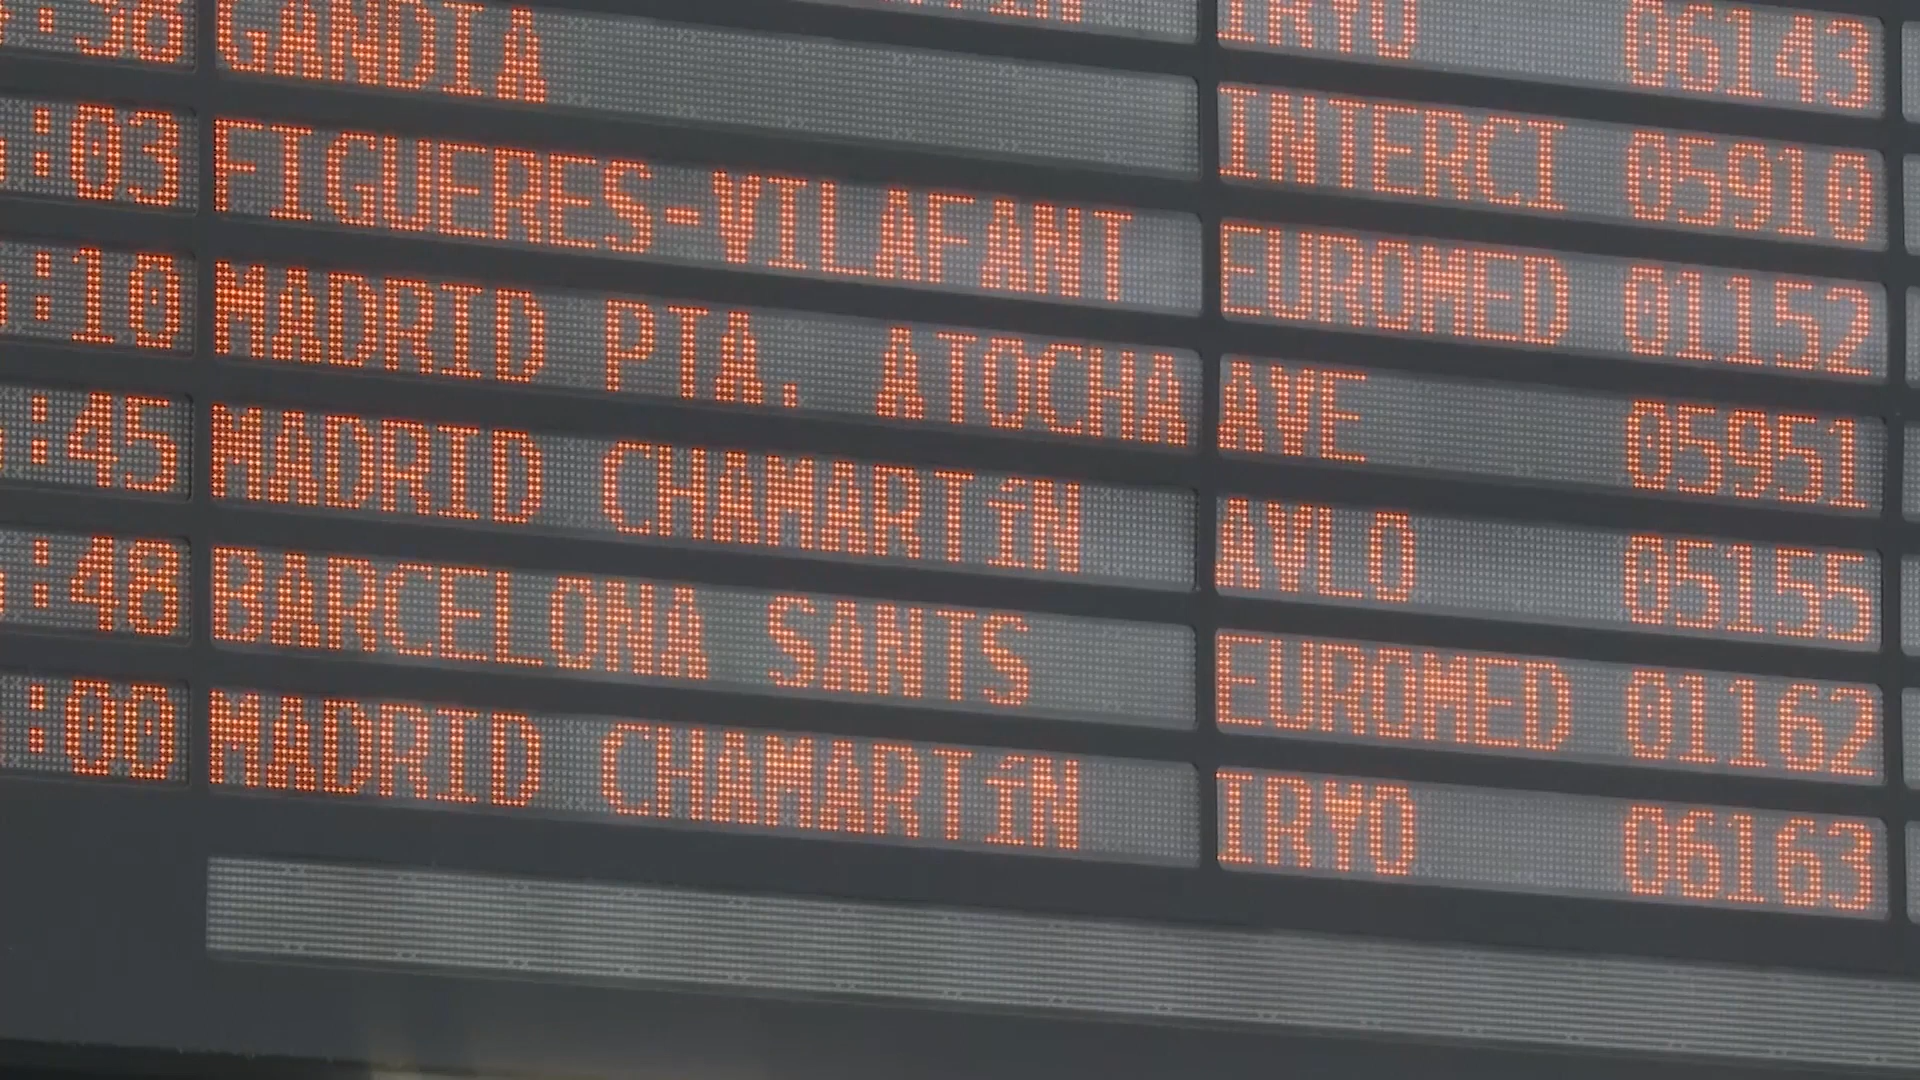 IRYO 06143
:38 GANDIA INTERCI 05910
:03 FIGUERES-VILAFANT EUROMED 01152
:10 MADRID PTA. ATOCHA AVE 05951
:45 MADRID CHAMARTíN AVLO 05155
:48 BARCELONA SANTS EUROMED 01162
:00 MADRID CHAMARTíN IRYO 06163